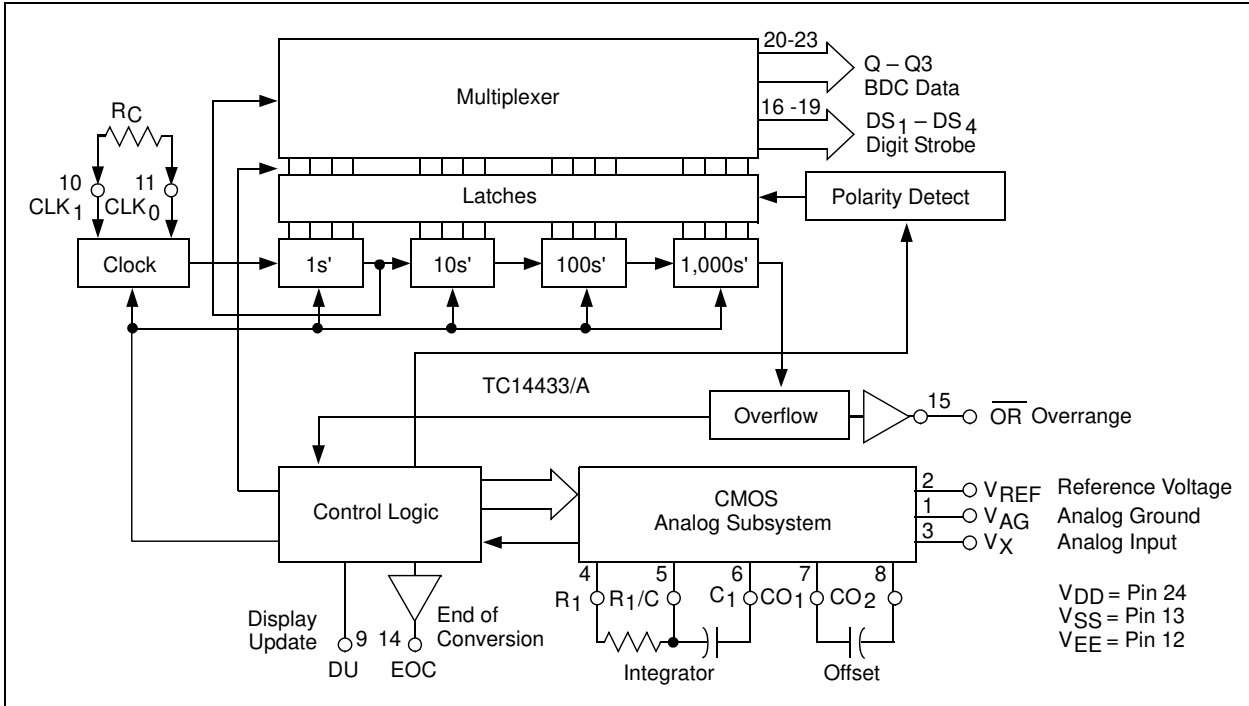 20-23
Q – Q3
BDC Data
Multiplexer
16 -19
DS1 – DS4
Digit Strobe
RC
10
11
CLK1
CLK0
Latches
Polarity Detect
Clock
1s'
10s'
100s'
1,000s'
TC14433/A
Overflow
15
OR Overrange
Control Logic
CMOS
Analog Subsystem
2
VREF Reference Voltage
1
VAG Analog Ground
3
VX Analog Input
4
5
6
7
8
R1
R1/C
C1
CO1
CO2
Display
Update
9
DU
14
EOC
End of
Conversion
Integrator
Offset
VDD = Pin 24
VSS = Pin 13
VEE = Pin 12